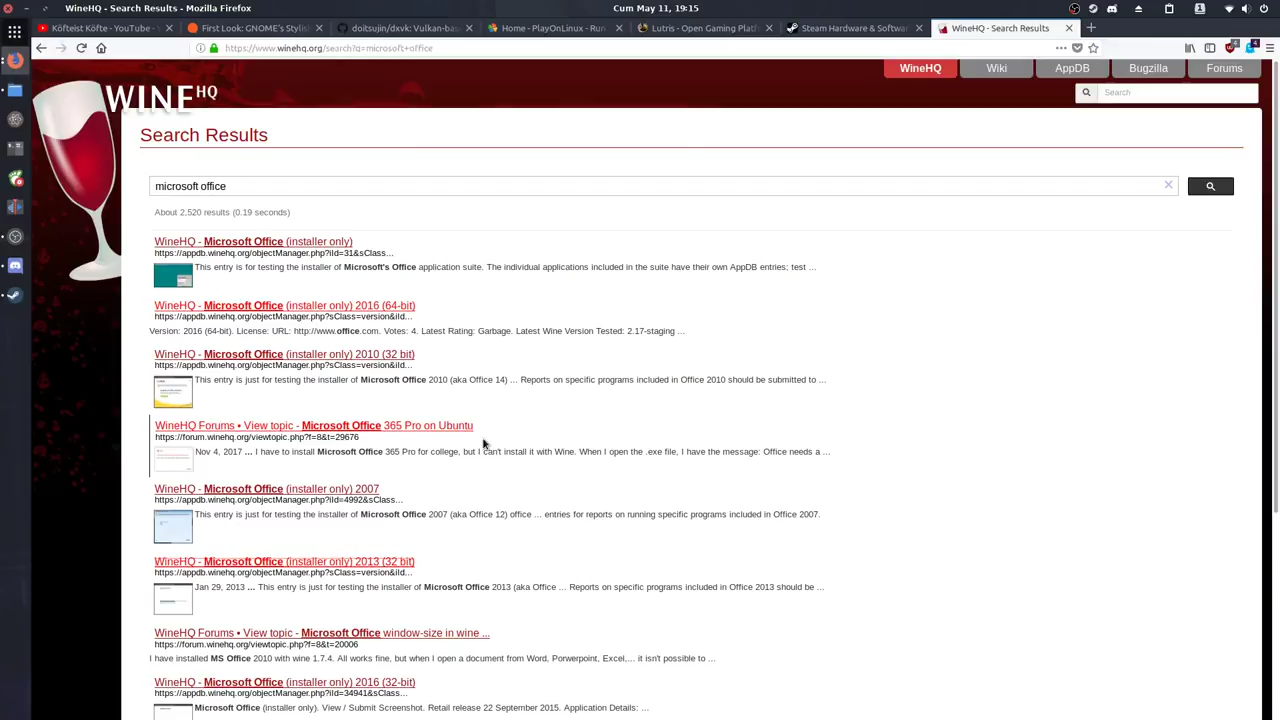 WineHQ - Search Results - Mozilla Firefox
Cum May 11, 19:15
Köfteist Köfte - YouTube -
First Look: GNOME's Stylis
doitsujin/dxvk: Vulkan-bas
Home - PlayOnLinux - Run
Lutris - Open Gaming Platf
Steam Hardware & Softwar
WineHQ - Search Results
https://www.winehq.org/search?q=microsoft+office
4
4
WineHQ
Wiki
AppDB
Bugzilla
Forums
WINE HQ
Search
Search Results
microsoft office
About 2,520 results (0.19 seconds)
WineHQ - Microsoft Office (installer only)
https://appdb.winehq.org/objectManager.php?iId=31&sClass...
This entry is for testing the installer of Microsoft's Office application suite. The individual applications included in the suite have their own AppDB entries; test ...
WineHQ - Microsoft Office (installer only) 2016 (64-bit)
https://appdb.winehq.org/objectManager.php?sClass=version&iId...
Version: 2016 (64-bit). License: URL: http://www.office.com. Votes: 4. Latest Rating: Garbage. Latest Wine Version Tested: 2.17-staging ...
WineHQ - Microsoft Office (installer only) 2010 (32 bit)
https://appdb.winehq.org/objectManager.php?sClass=version&iId...
This entry is just for testing the installer of Microsoft Office 2010 (aka Office 14) ... Reports on specific programs included in Office 2010 should be submitted to ...
WineHQ Forums • View topic - Microsoft Office 365 Pro on Ubuntu
https://forum.winehq.org/viewtopic.php?f=8&t=29676
Nov 4, 2017 ... I have to install Microsoft Office 365 Pro for college, but I can't install it with Wine. When I open the .exe file, I have the message: Office needs a ...
WineHQ - Microsoft Office (installer only) 2007
https://appdb.winehq.org/objectManager.php?iId=4992&sClass...
This entry is just for testing the installer of Microsoft Office 2007 (aka Office 12) office ... entries for reports on running specific programs included in Office 2007.
WineHQ - Microsoft Office (installer only) 2013 (32 bit)
https://appdb.winehq.org/objectManager.php?sClass=version&iId...
Jan 29, 2013 ... This entry is just for testing the installer of Microsoft Office 2013 (aka Office ... Reports on specific programs included in Office 2013 should be ...
WineHQ Forums • View topic - Microsoft Office window-size in wine ...
https://forum.winehq.org/viewtopic.php?f=8&t=20006
I have installed MS Office 2010 with wine 1.7.4. All works fine, but when I open a document from Word, Porwerpoint, Excel,... it isn't possible to ...
WineHQ - Microsoft Office (installer only) 2016 (32-bit)
https://appdb.winehq.org/objectManager.php?iId=34941&sClass...
Microsoft Office (installer only). View / Submit Screenshot. Retail release 22 September 2015. Application Details: ...